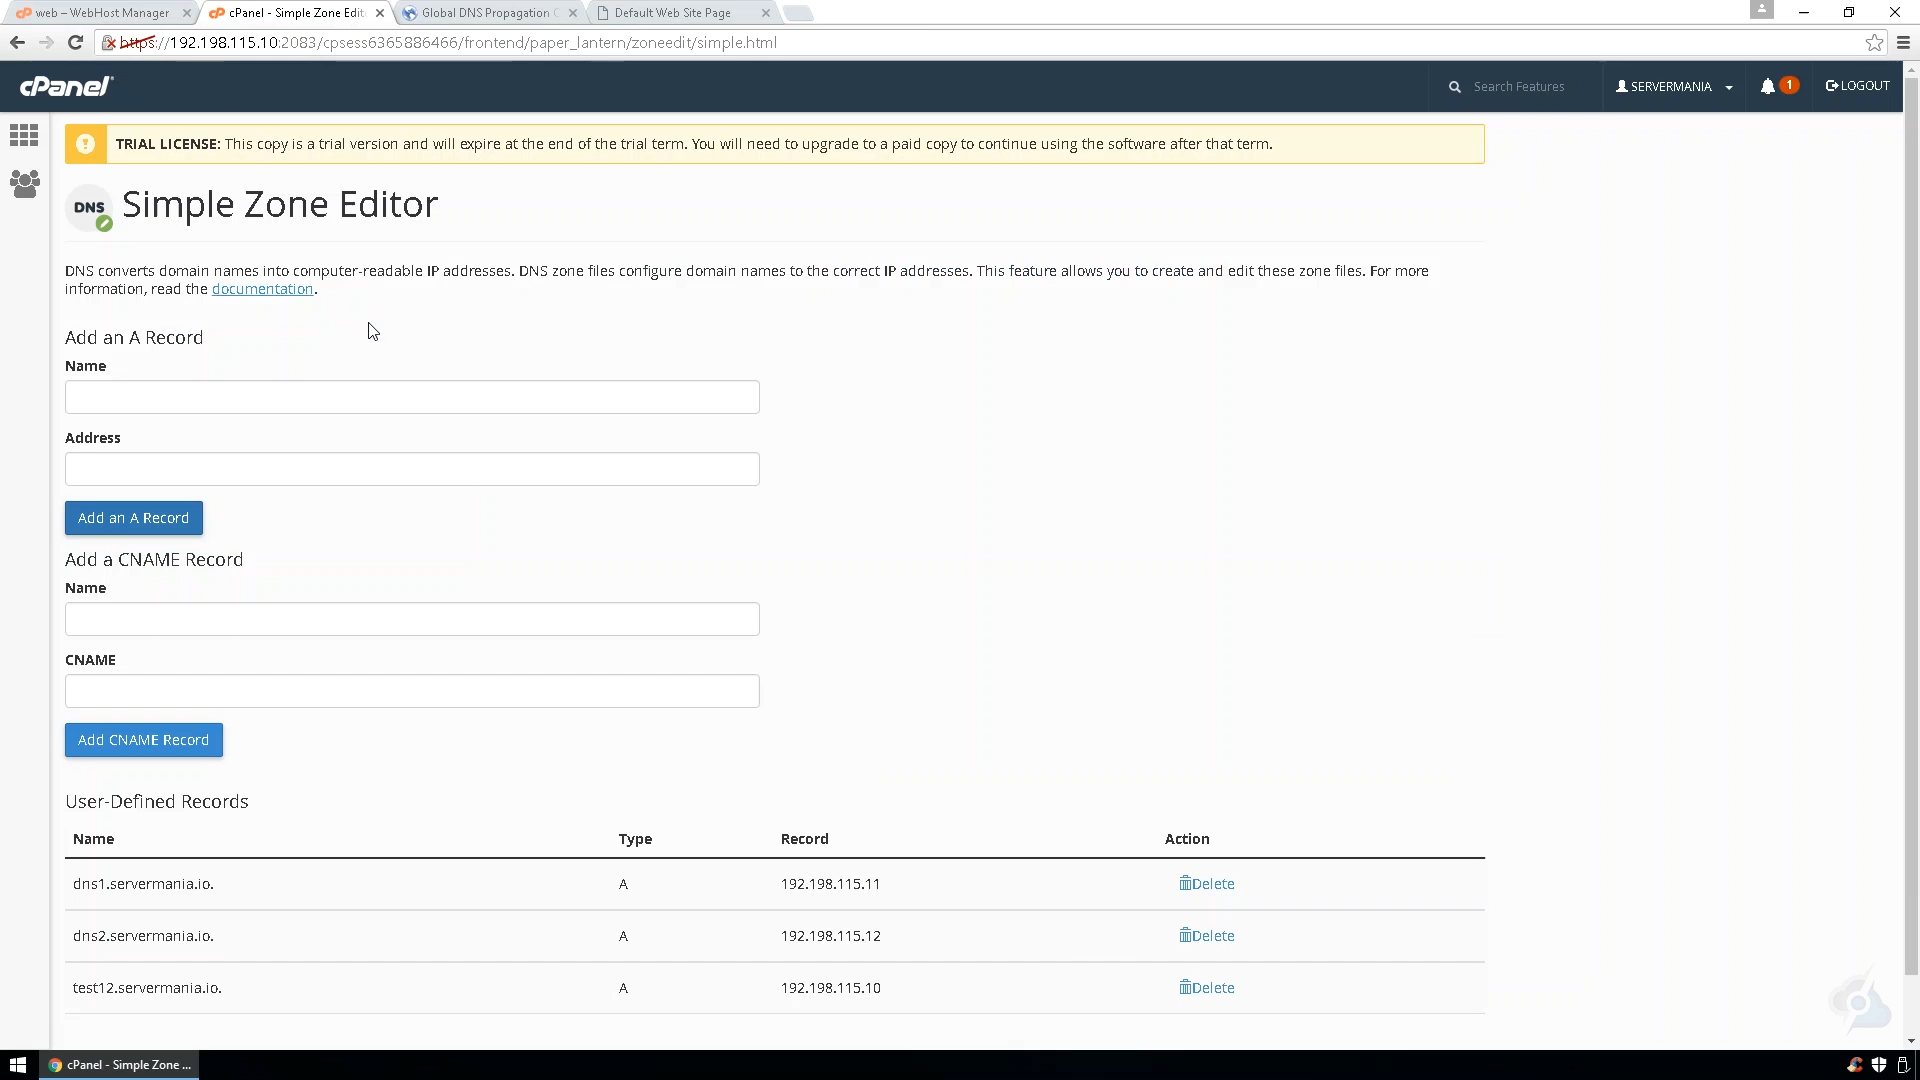 web – WebHost Manager
cPanel - Simple Zone Edit
Global DNS Propagation C
Default Web Site Page
https://192.198.115.10:2083/cpsess6365886466/frontend/paper_lantern/zoneedit/simple.html
cPanel
Search Features
SERVERMANIA
1
LOGOUT
TRIAL LICENSE: This copy is a trial version and will expire at the end of the trial term. You will need to upgrade to a paid copy to continue using the software after that term.
DNS
Simple Zone Editor
DNS converts domain names into computer-readable IP addresses. DNS zone files configure domain names to the correct IP addresses. This feature allows you to create and edit these zone files. For more
information, read the documentation.
Add an A Record
Name
Address
Add an A Record
Add a CNAME Record
Name
CNAME
Add CNAME Record
User-Defined Records
Name Type Record Action
dns1.servermania.io. A 192.198.115.11 Delete
dns2.servermania.io. A 192.198.115.12 Delete
test12.servermania.io. A 192.198.115.10 Delete
cPanel - Simple Zone ...